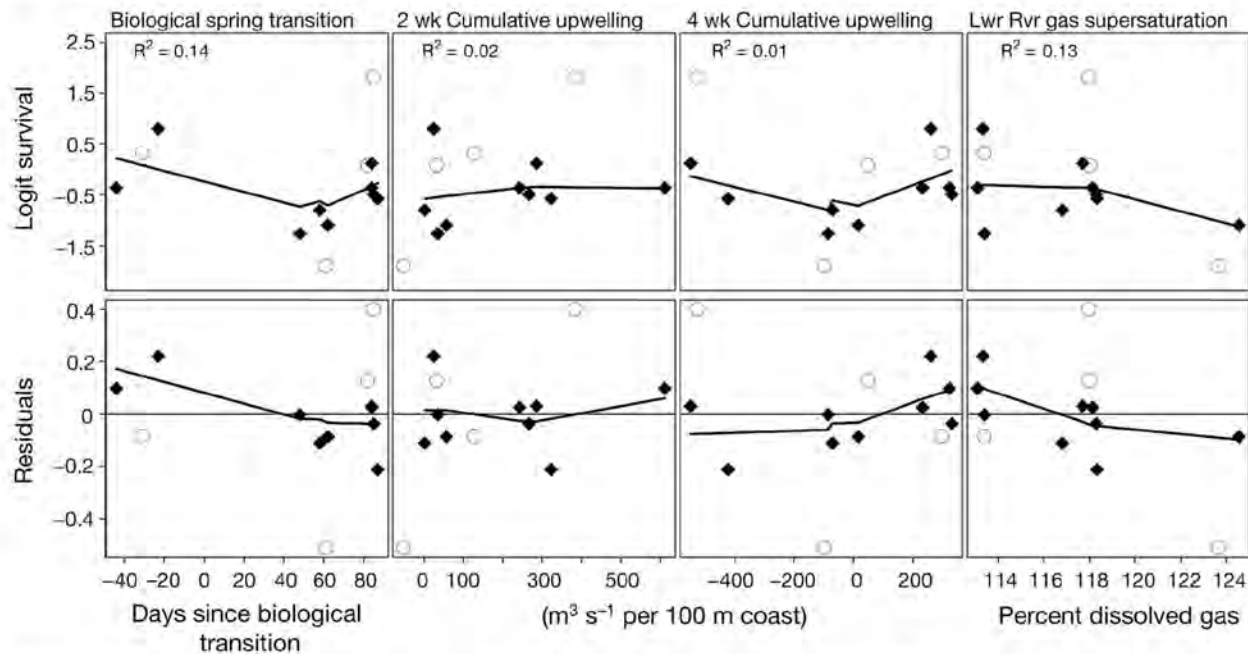 Biological spring transition 2 wk Cumulative upwelling 4 wk Cumulative upwelling Lwr Rvr gas supersaturation
R² = 0.14 R² = 0.02 R² = 0.01 R² = 0.13
Logit survival
2.5
1.5
0.5
−0.5
−1.5
Residuals
0.4
0.2
0
−0.2
−0.4
−40 −20 0 20 40 60 80 0 100 300 500 −400 −200 0 200 114 116 118 120 122 124
Days since biological
transition
(m³ s⁻¹ per 100 m coast)
Percent dissolved gas